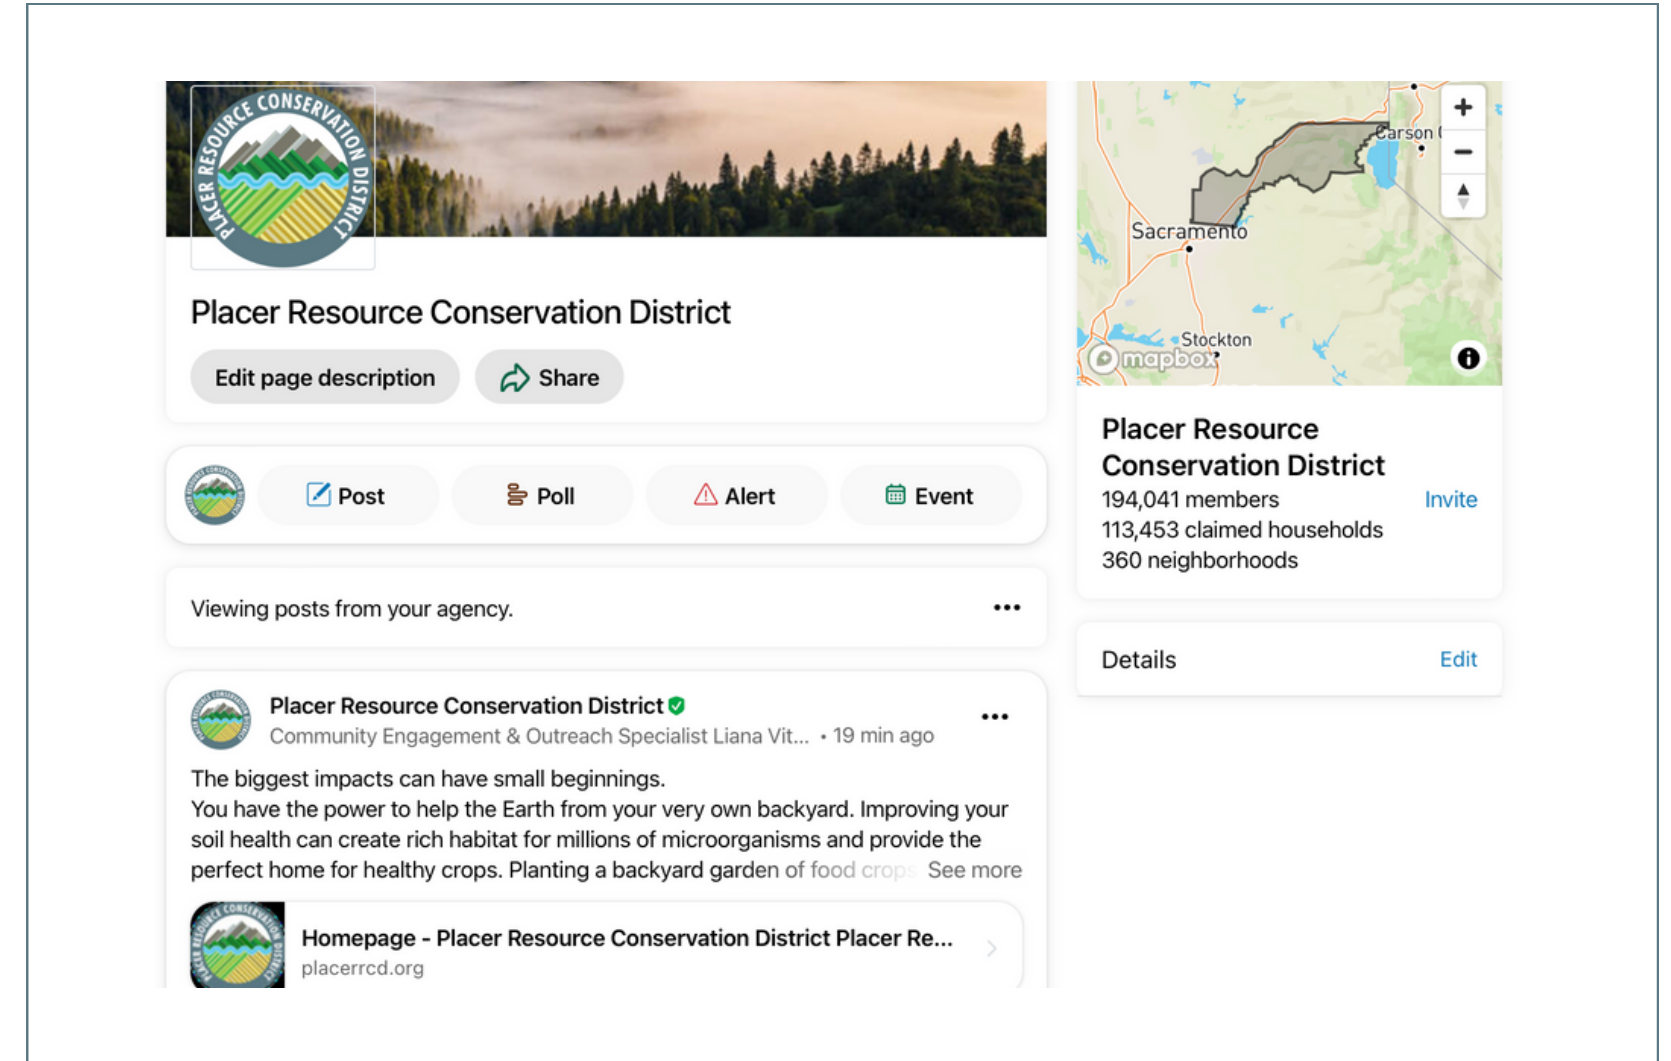 PLACER RESOURCE CONSERVATION DISTRICT
Placer Resource Conservation District
Edit page description
Share
Post
Poll
Alert
Event
Viewing posts from your agency.
Placer Resource Conservation District
Community Engagement & Outreach Specialist Liana Vit... • 19 min ago
The biggest impacts can have small beginnings.
You have the power to help the Earth from your very own backyard. Improving your
soil health can create rich habitat for millions of microorganisms and provide the
perfect home for healthy crops. Planting a backyard garden of food crops See more
PLACER RESOURCE CONSERVATION DISTRICT
Homepage - Placer Resource Conservation District Placer Re...
placerrcd.org
Carson
Sacramento
Stockton
mapbox
Placer Resource
Conservation District
194,041 members
Invite
113,453 claimed households
360 neighborhoods
Details
Edit